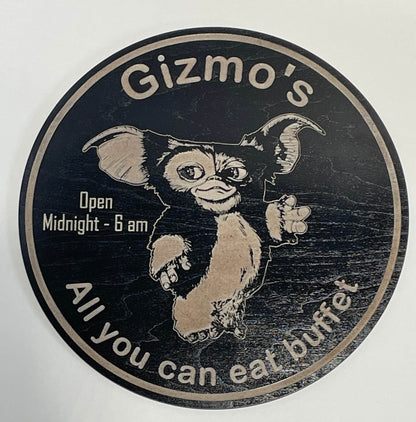 Gizmo's
Open
Midnight - 6 am
All you can eat buffet